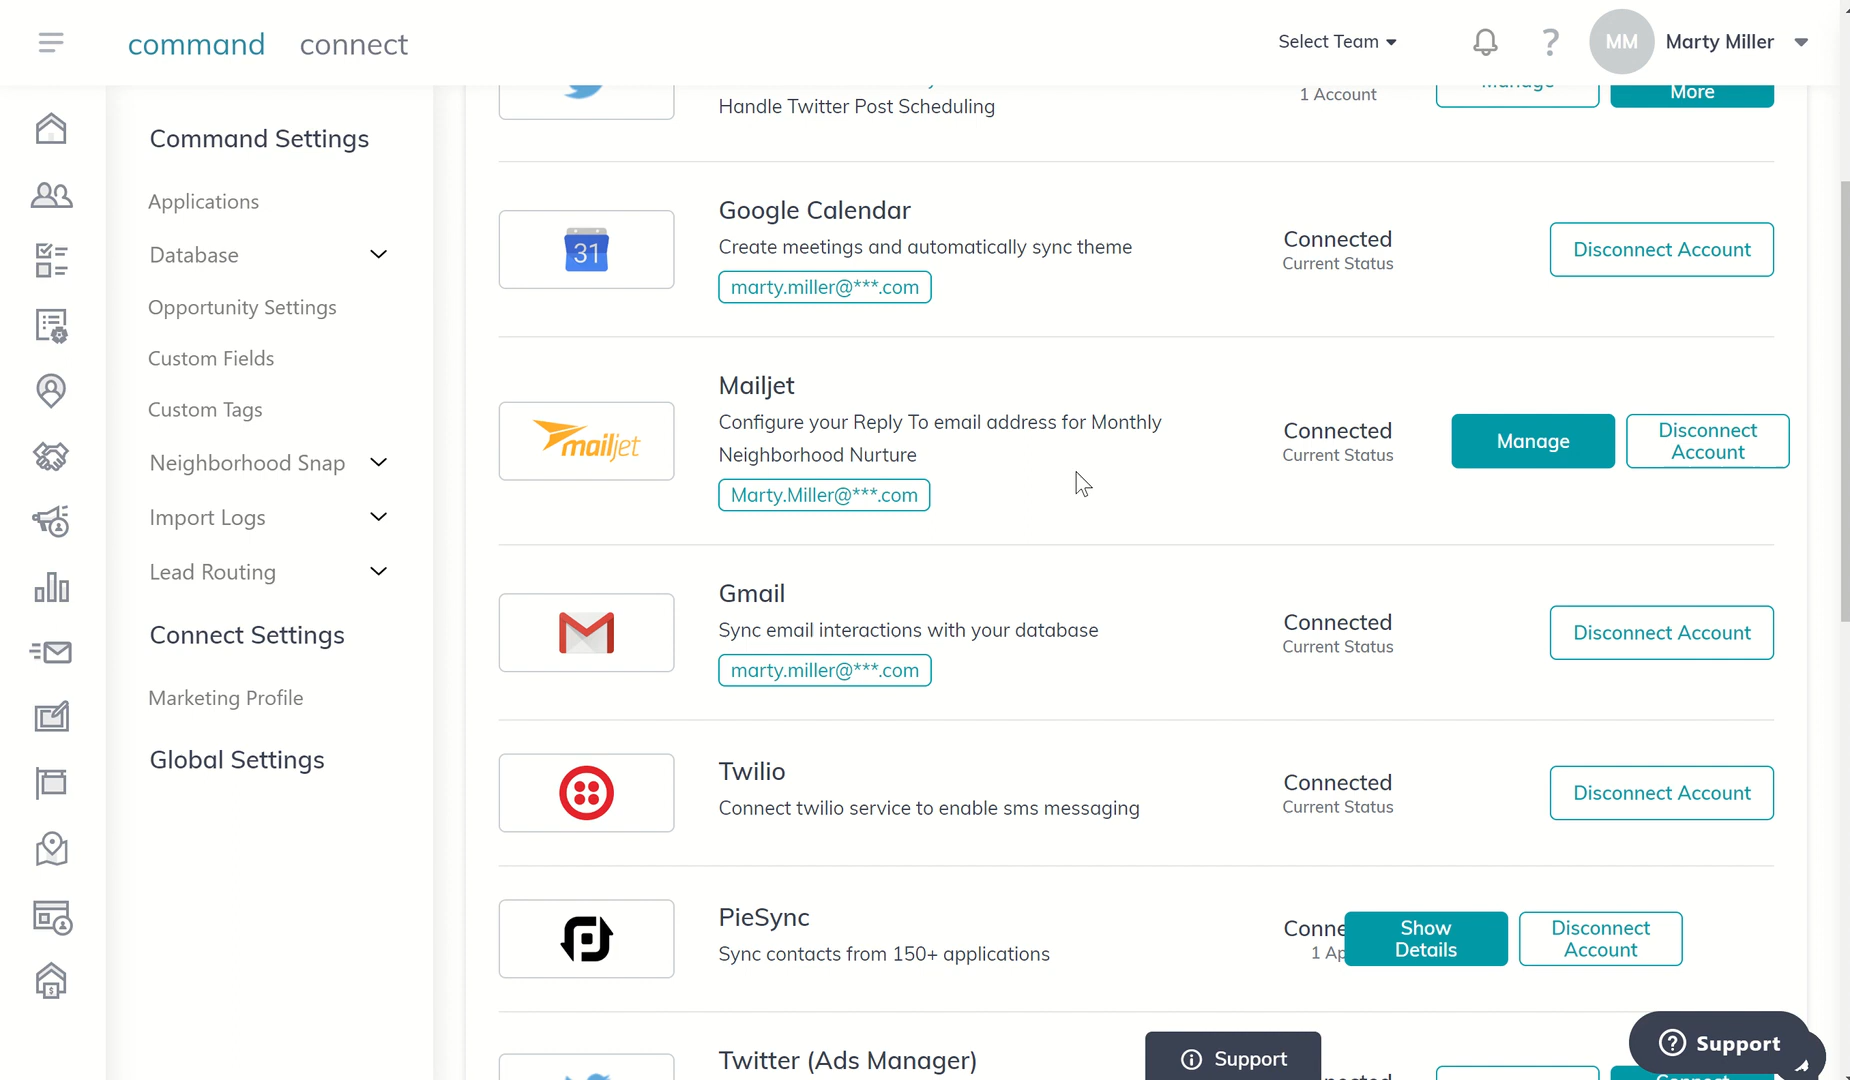 command connect
Select Team
MM
Marty Miller
Command Settings
Applications
Database
Opportunity Settings
Custom Fields
Custom Tags
Neighborhood Snap
Import Logs
Lead Routing
Connect Settings
Marketing Profile
Global Settings
Handle Twitter Post Scheduling
1 Account
Manage
More
31
Google Calendar
Create meetings and automatically sync theme
marty.miller@***.com
Connected
Current Status
Disconnect Account
mailjet
Mailjet
Configure your Reply To email address for Monthly
Neighborhood Nurture
Marty.Miller@***.com
Connected
Current Status
Manage
Disconnect
Account
Gmail
Sync email interactions with your database
marty.miller@***.com
Connected
Current Status
Disconnect Account
Twilio
Connect twilio service to enable sms messaging
Connected
Current Status
Disconnect Account
PieSync
Sync contacts from 150+ applications
Conne
1 Ap
Show
Details
Disconnect
Account
Twitter (Ads Manager)
Support
Support